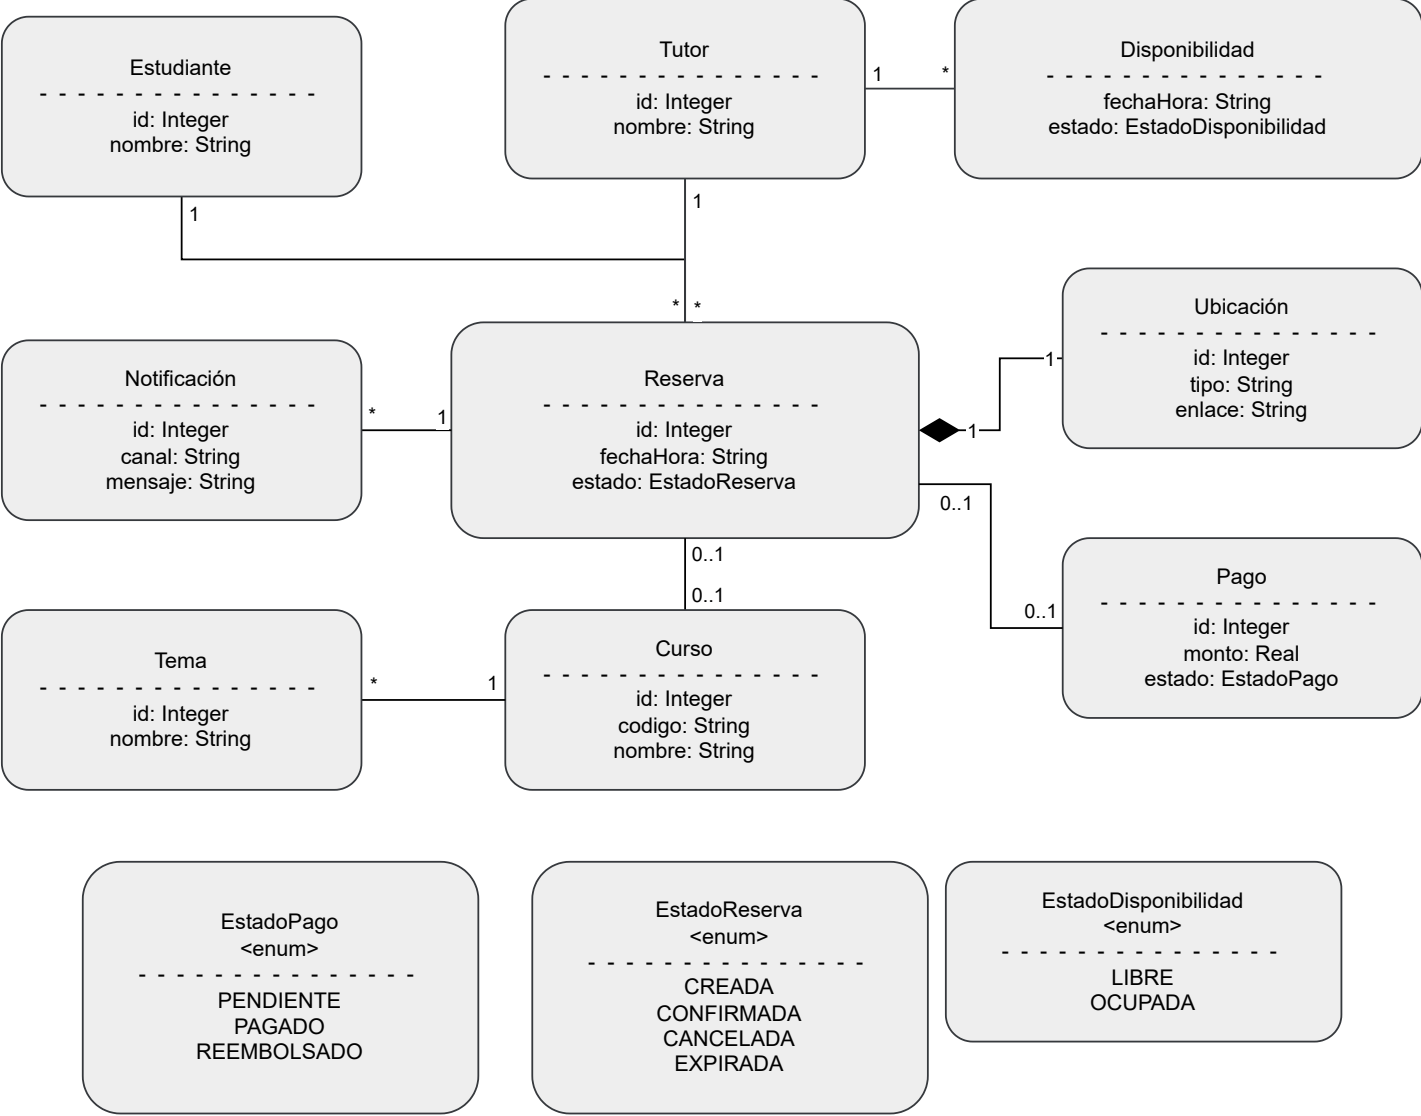 Estudiante
- - - - - - - - - - - - - - -
id: Integer
nombre: String
Tutor
- - - - - - - - - - - - - - -
id: Integer
nombre: String
Disponibilidad
- - - - - - - - - - - - - - -
fechaHora: String
estado: EstadoDisponibilidad
1
*
1
1
*
*
Notificación
- - - - - - - - - - - - - - -
id: Integer
canal: String
mensaje: String
*
1
Reserva
- - - - - - - - - - - - - - -
id: Integer
fechaHora: String
estado: EstadoReserva
1
1
Ubicación
- - - - - - - - - - - - - - -
id: Integer
tipo: String
enlace: String
0..1
0..1
Pago
- - - - - - - - - - - - - - -
id: Integer
monto: Real
estado: EstadoPago
0..1
0..1
Tema
- - - - - - - - - - - - - - -
id: Integer
nombre: String
*
1
Curso
- - - - - - - - - - - - - - -
id: Integer
codigo: String
nombre: String
EstadoPago
<enum>
- - - - - - - - - - - - - - -
PENDIENTE
PAGADO
REEMBOLSADO
EstadoReserva
<enum>
- - - - - - - - - - - - - - -
CREADA
CONFIRMADA
CANCELADA
EXPIRADA
EstadoDisponibilidad
<enum>
- - - - - - - - - - - - - - -
LIBRE
OCUPADA